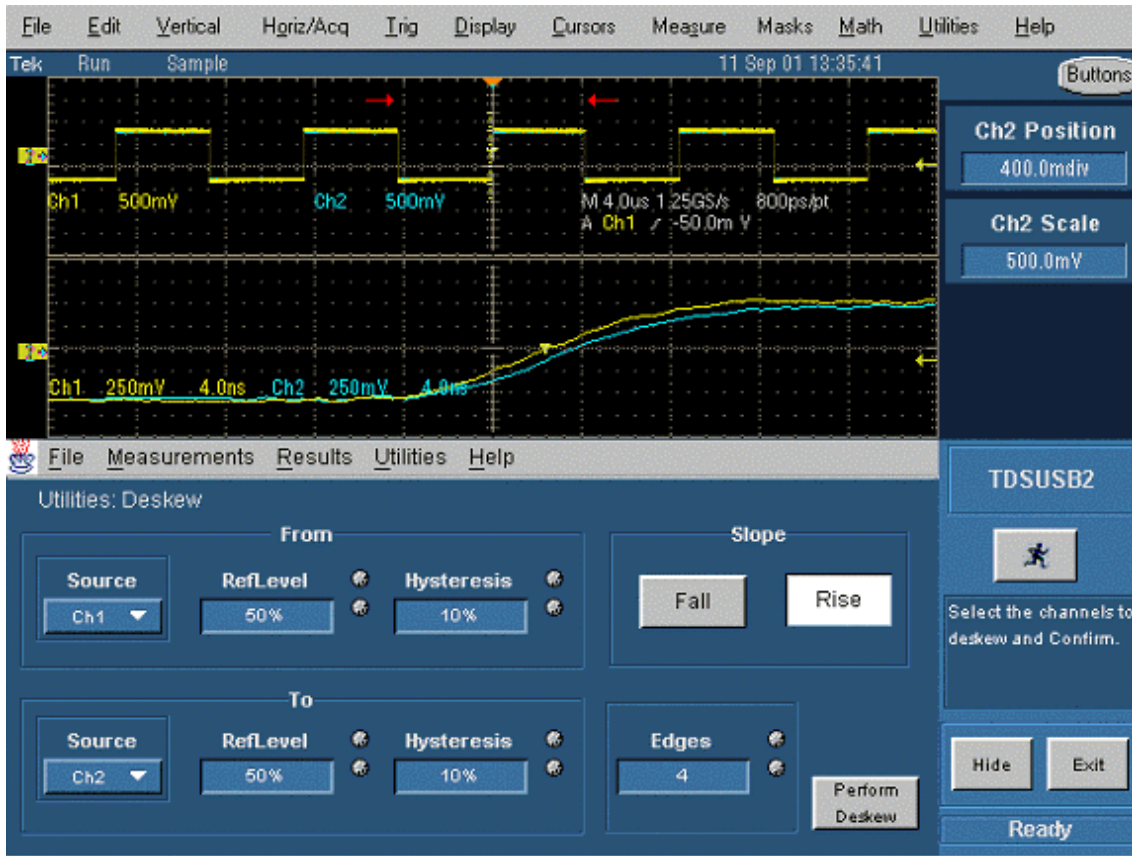 File Edit Vertical Horiz/Acq Trig Display Cursors Measure Masks Math Utilities Help
Tek Run Sample 11 Sep 01 13:35:41
Buttons
Ch2 Position
400.0mdiv
Ch2 Scale
500.0mV
Ch1 500mV Ch2 500mV M 4.0us 1.25GS/s 800ps/pt
A Ch1 -50.0m V
Ch1 250mV 4.0ns Ch2 250mV 4.0ns
File Measurements Results Utilities Help
TDSUSB2
Utilities: Deskew
From
Source RefLevel Hysteresis
Ch1 50% 10%
Slope
Fall Rise
Select the channels to
deskew and Confirm.
To
Source RefLevel Hysteresis
Ch2 50% 10%
Edges
4
Perform
Deskew
Hide Exit
Ready